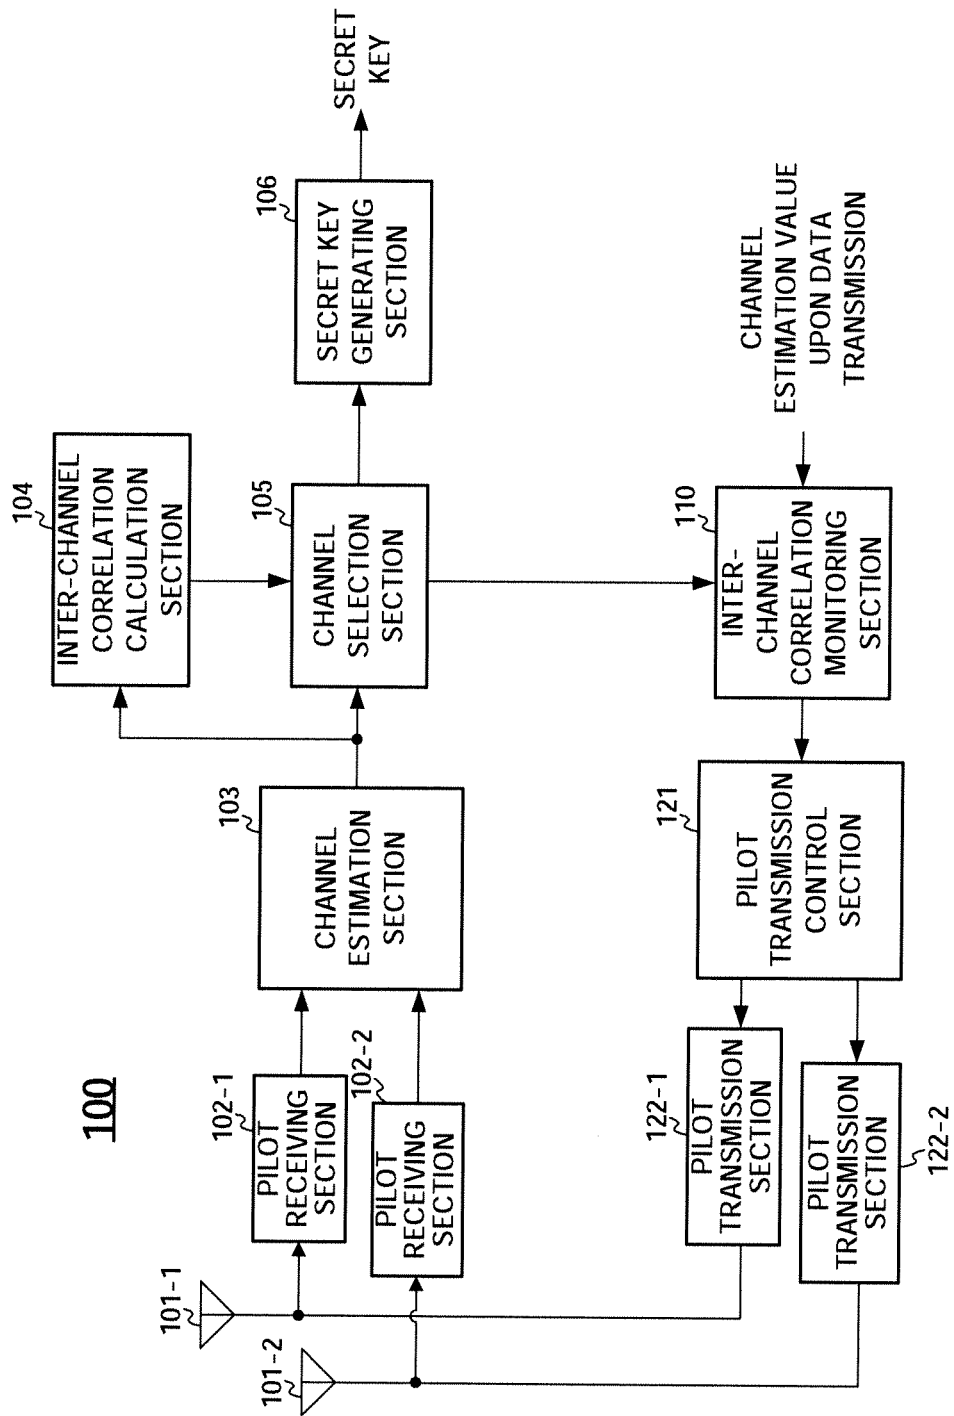 100
101-1
101-2
102-1
PILOT
RECEIVING
SECTION
102-2
PILOT
RECEIVING
SECTION
103
CHANNEL
ESTIMATION
SECTION
104
INTER-CHANNEL
CORRELATION
CALCULATION
SECTION
105
CHANNEL
SELECTION
SECTION
106
SECRET KEY
GENERATING
SECTION
SECRET
KEY
122-1
PILOT
TRANSMISSION
SECTION
PILOT
TRANSMISSION
SECTION
122-2
121
PILOT
TRANSMISSION
CONTROL
SECTION
110
INTER-
CHANNEL
CORRELATION
MONITORING
SECTION
CHANNEL
ESTIMATION VALUE
UPON DATA
TRANSMISSION